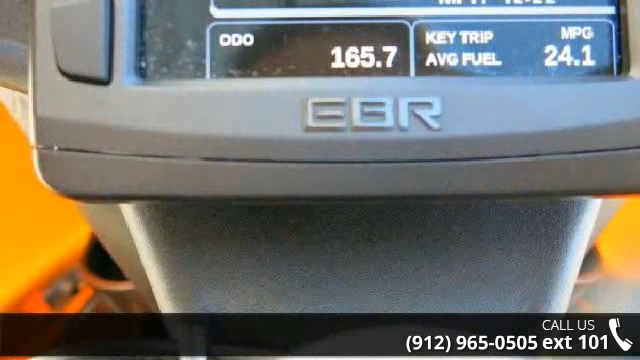 ODO
165.7
KEY TRIP MPG
AVG FUEL 24.1
EBR
CALL US
(912) 965-0505 ext 101